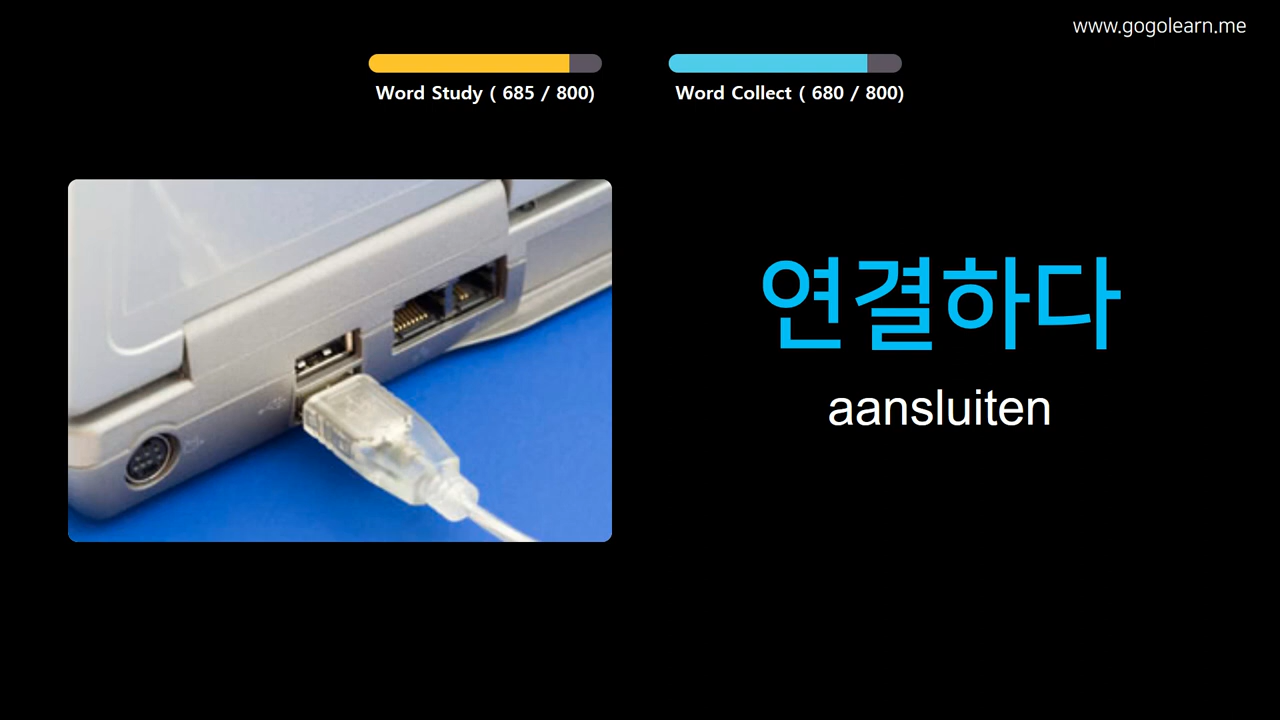 www.gogolearn.me
Word Study ( 685 / 800)
Word Collect ( 680 / 800)
연결하다
aansluiten